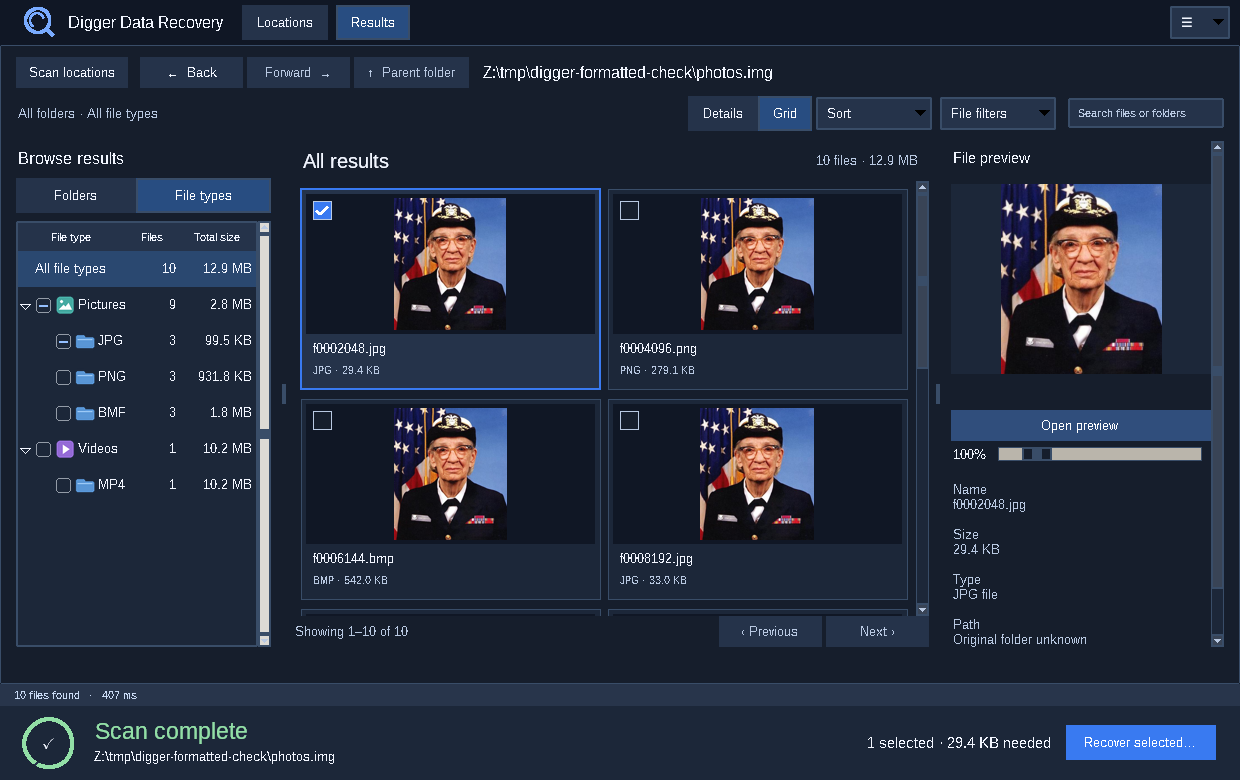 Digger Data Recovery
Locations
Results
☰
Scan locations
← Back
Forward →
↑ Parent folder
Z:\tmp\digger-formatted-check\photos.img
All folders · All file types
Details
Grid
Sort
File filters
Search files or folders
Browse results
Folders
File types
File type Files Total size
All file types 10 12.9 MB
Pictures 9 2.8 MB
JPG 3 99.5 KB
PNG 3 931.8 KB
BMF 3 1.8 MB
Videos 1 10.2 MB
MP4 1 10.2 MB
All results
10 files · 12.9 MB
f0002048.jpg
JPG · 29.4 KB
f0004096.png
PNG · 279.1 KB
f0006144.bmp
BMP · 542.0 KB
f0008192.jpg
JPG · 33.0 KB
Showing 1–10 of 10
‹ Previous
Next ›
File preview
Open preview
100%
Name
f0002048.jpg
Size
29.4 KB
Type
JPG file
Path
Original folder unknown
10 files found · 407 ms
✓
Scan complete
Z:\tmp\digger-formatted-check\photos.img
1 selected · 29.4 KB needed
Recover selected...